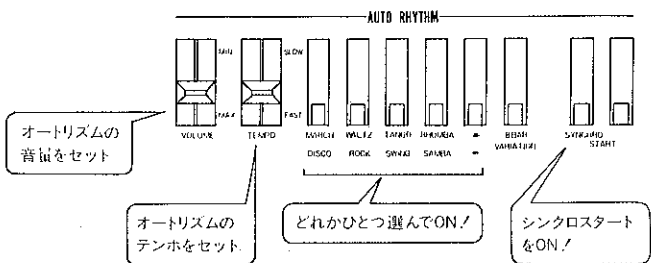 AUTO RHYTHM
MIN SLOW
MAX FAST
VOLUME TEMPO MARCH WALTZ TANGO RHUMBA 8BAR VARIATION SYNCHRO START
DISCO ROCK SWING SAMBA
オートリズムの
音量をセット
オートリズムの
テンポをセット
どれかひとつ選んでON!
シンクロスタート
をON!